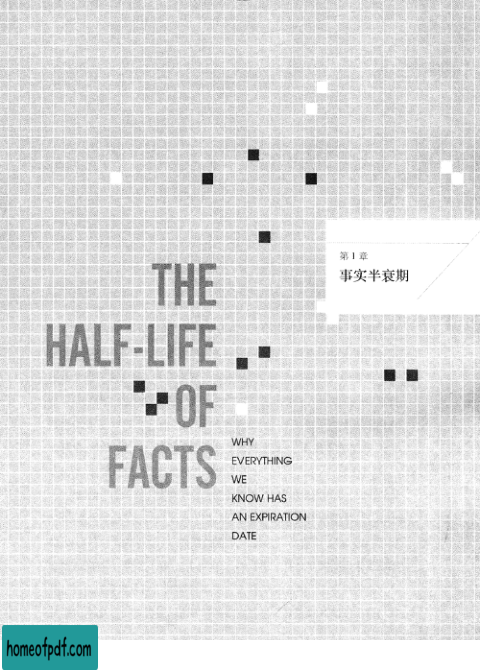 第1章
事实半衰期
THE
HALF-LIFE
OF
FACTS
WHY
EVERYTHING
WE
KNOW HAS
AN EXPIRATION
DATE
homeofpdf.com